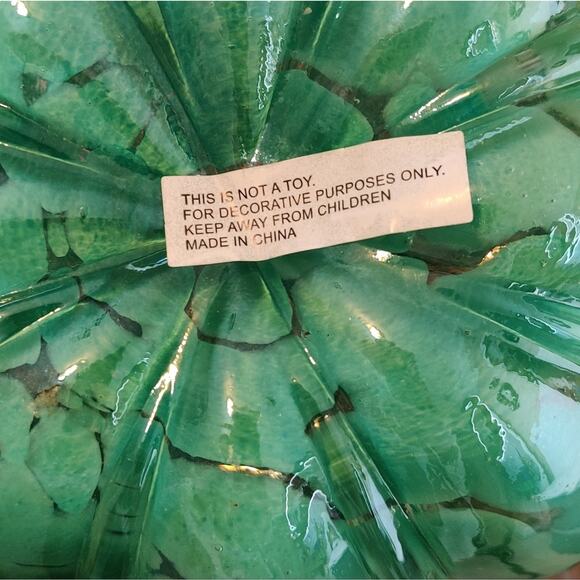 THIS IS NOT A TOY.
FOR DECORATIVE PURPOSES ONLY.
KEEP AWAY FROM CHILDREN
MADE IN CHINA